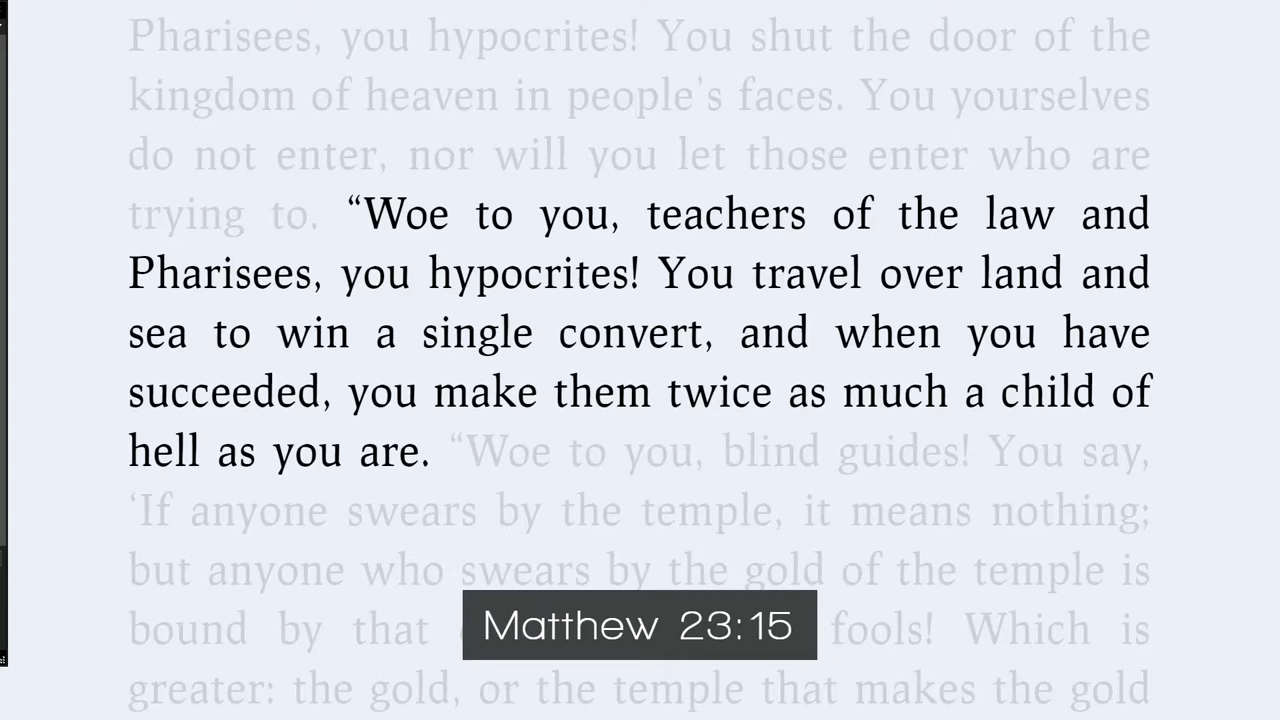 Pharisees, you hypocrites! You shut the door of the
kingdom of heaven in people’s faces. You yourselves
do not enter, nor will you let those enter who are
trying to. “Woe to you, teachers of the law and
Pharisees, you hypocrites! You travel over land and
sea to win a single convert, and when you have
succeeded, you make them twice as much a child of
hell as you are. “Woe to you, blind guides! You say,
‘If anyone swears by the temple, it means nothing;
but anyone who swears by the gold of the temple is
bound by that fools! Which is
Matthew 23:15
greater: the gold, or the temple that makes the gold